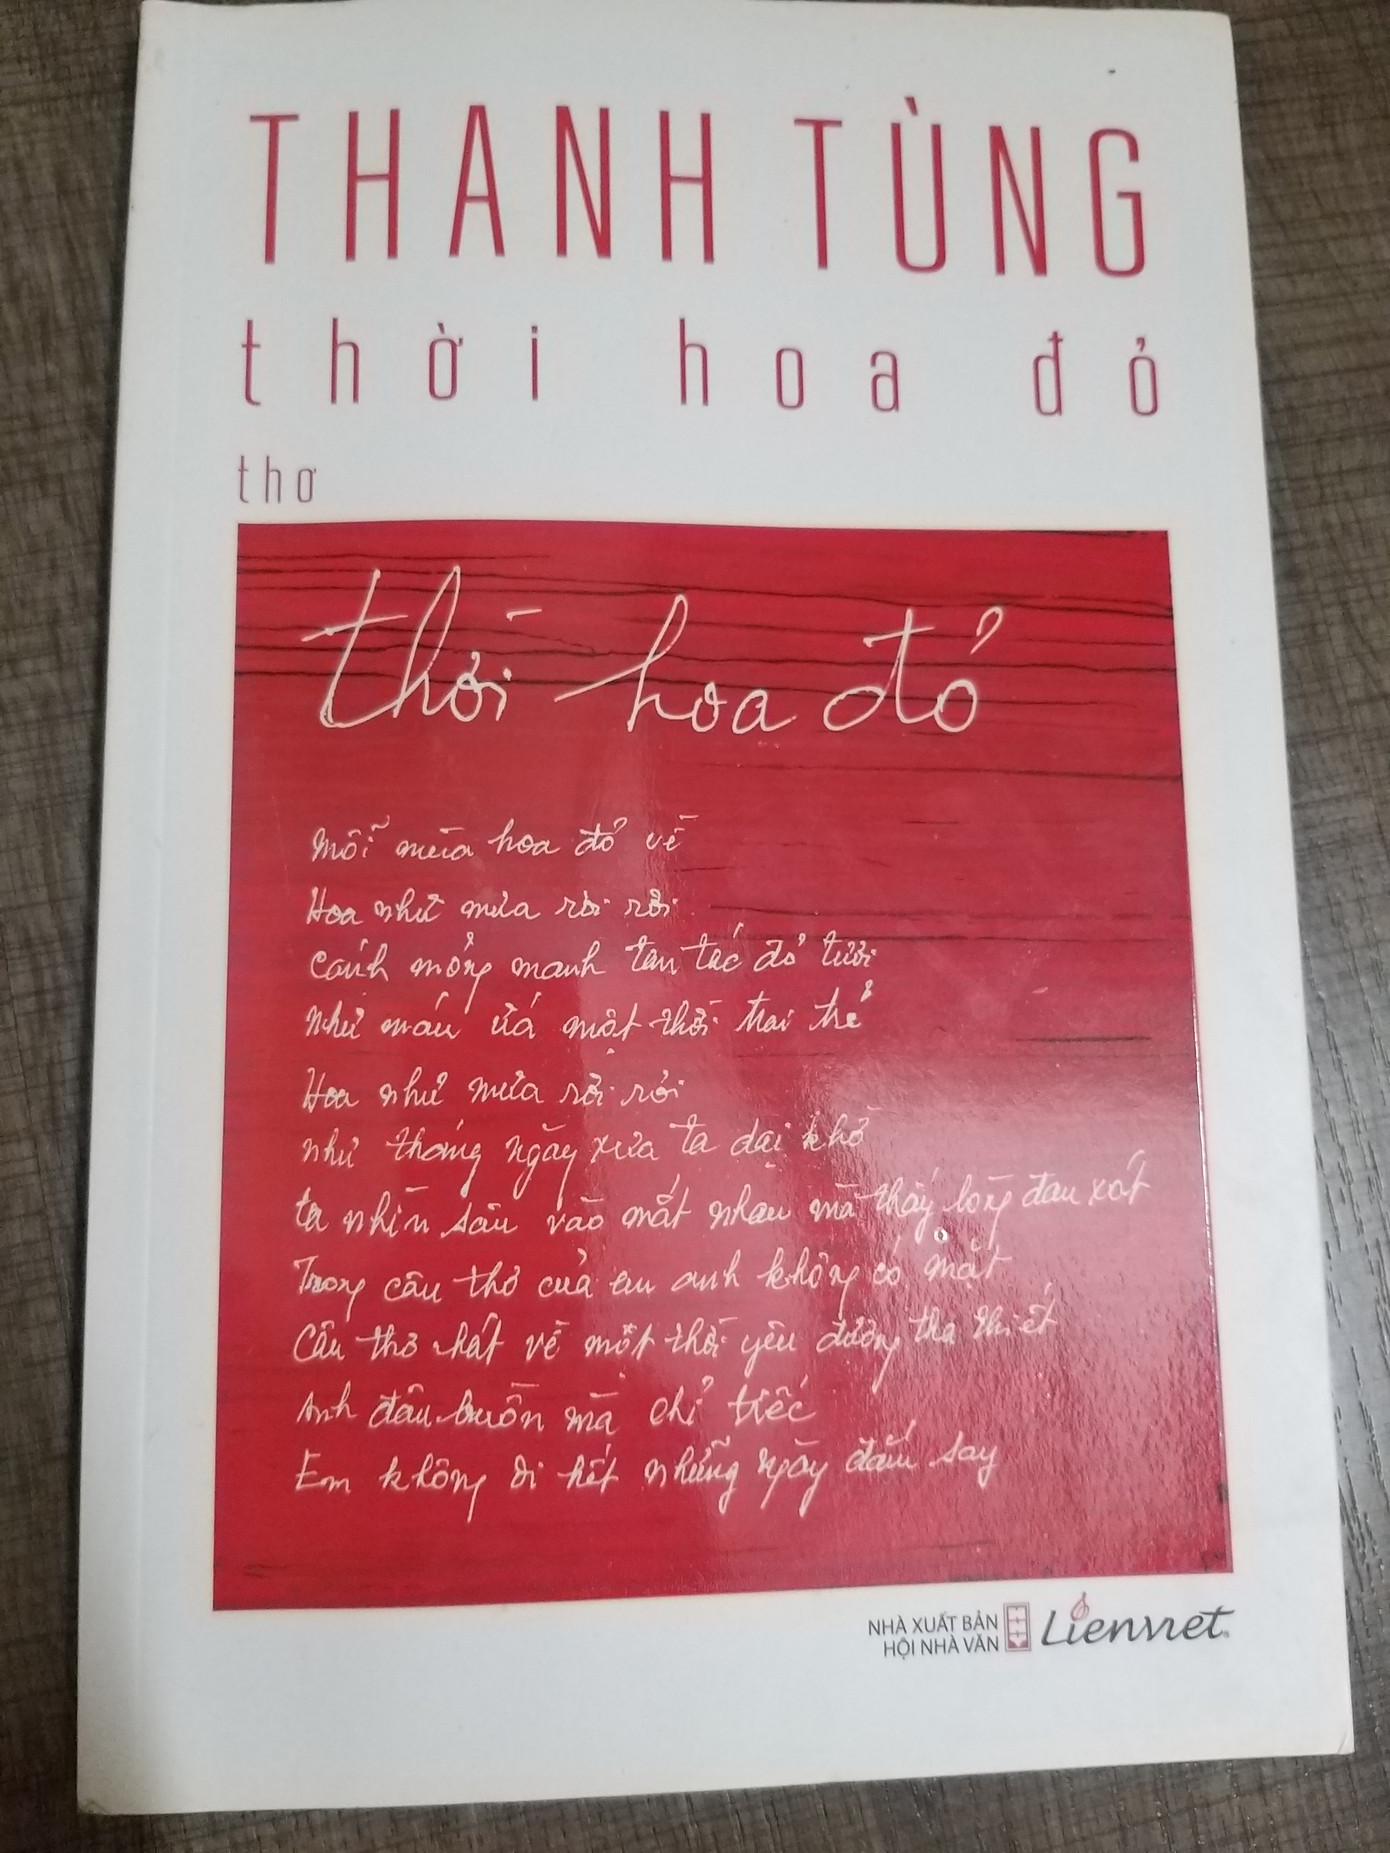 THANH TÙNG
thời hoa đỏ
thơ
thời hoa đỏ
Mỗi mùa hoa đỏ về
Hoa như mưa rơi rơi
Cánh mỏng manh tan tác đỏ tươi
Như máu ứa một thời trai trẻ
Hoa như mưa rơi rơi
như tháng ngày xưa ta dại khờ
ta nhìn sâu vào mắt nhau mà thấy lòng đau xót
Trong câu thơ của em anh không có mặt
Câu thơ hát về một thời yêu đương tha thiết
Anh đâu buồn mà chỉ tiếc
Em không đi hết những ngày đắm say
NHÀ XUẤT BẢN
HỘI NHÀ VĂN
Lienviet